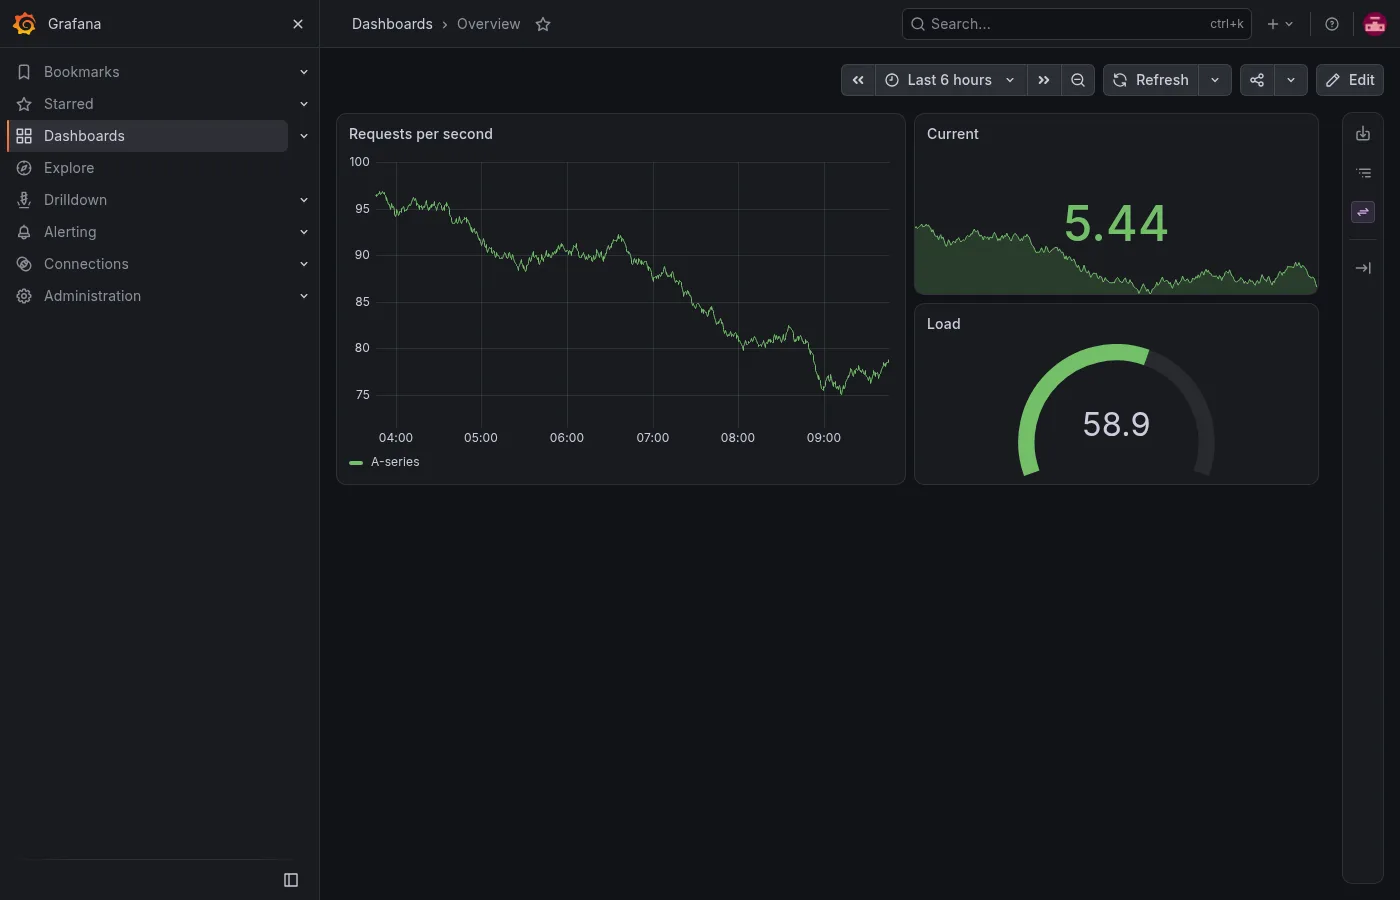 Grafana
Dashboards › Overview
Search...
ctrl+k
Bookmarks
Starred
Dashboards
Explore
Drilldown
Alerting
Connections
Administration
Last 6 hours
Refresh
Edit
Requests per second
100
95
90
85
80
75
04:00 05:00 06:00 07:00 08:00 09:00
A-series
Current
5.44
Load
58.9